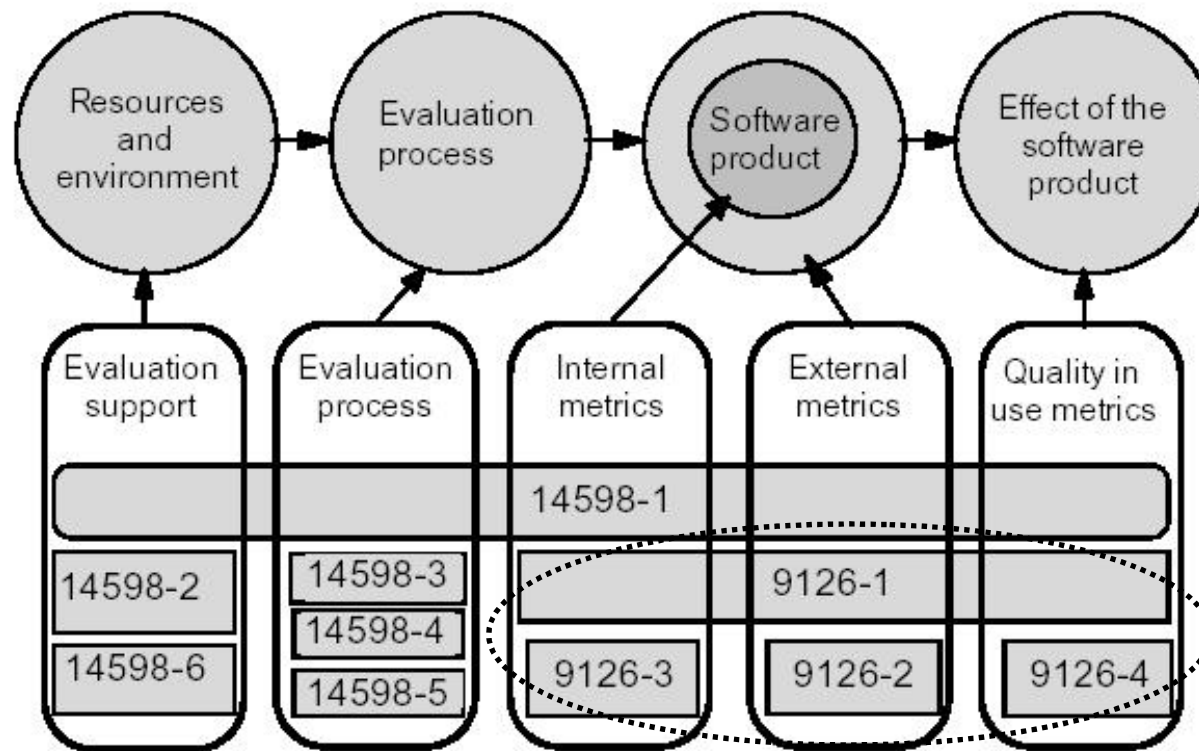 Resources
and
environment
Evaluation
process
Software
product
Effect of the
software
product
Evaluation
support
Evaluation
process
Internal
metrics
External
metrics
Quality in
use metrics
14598-1
14598-2
14598-6
14598-3
14598-4
14598-5
9126-1
9126-3
9126-2
9126-4